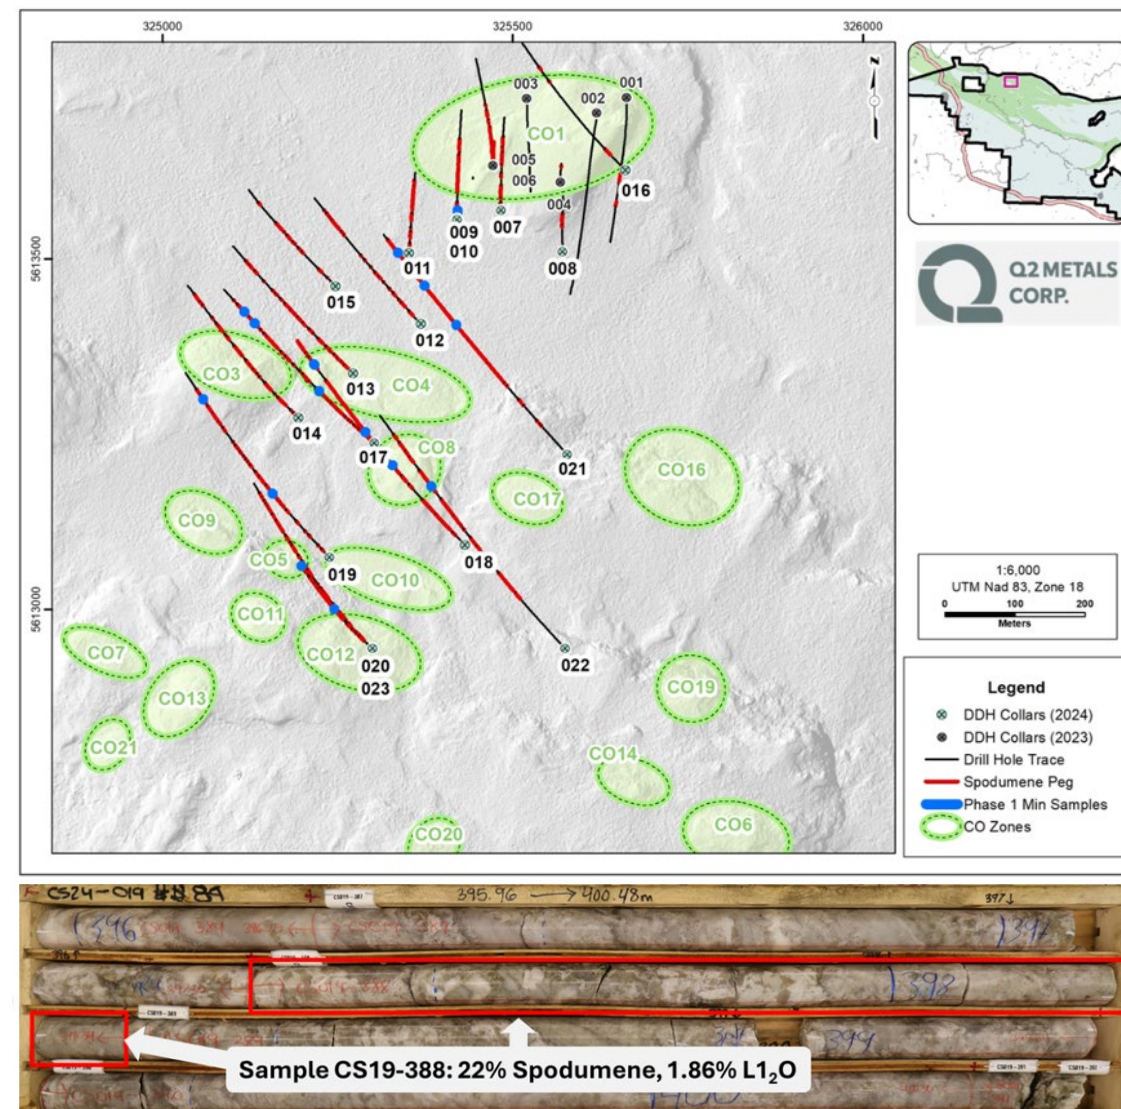 325000
325500
326000
N
5613500
5613000
003
001
002
CO1
005
006
004
016
009
010
007
008
011
015
012
CO3
CO4
013
014
017
CO8
021
CO16
CO17
CO9
CO5
018
019
CO10
CO11
CO7
CO12
020
023
022
CO13
CO19
CO21
CO14
CO20
CO6
Q2 METALS
CORP.
1:6,000
UTM Nad 83, Zone 18
0 100 200
Meters
Legend
DDH Collars (2024)
DDH Collars (2023)
Drill Hole Trace
Spodumene Peg
Phase 1 Min Samples
CO Zones
CS24-019
395.96 → 400.48m
397↓
1396
1398
399
Sample CS19-388: 22% Spodumene, 1.86% L1₂O